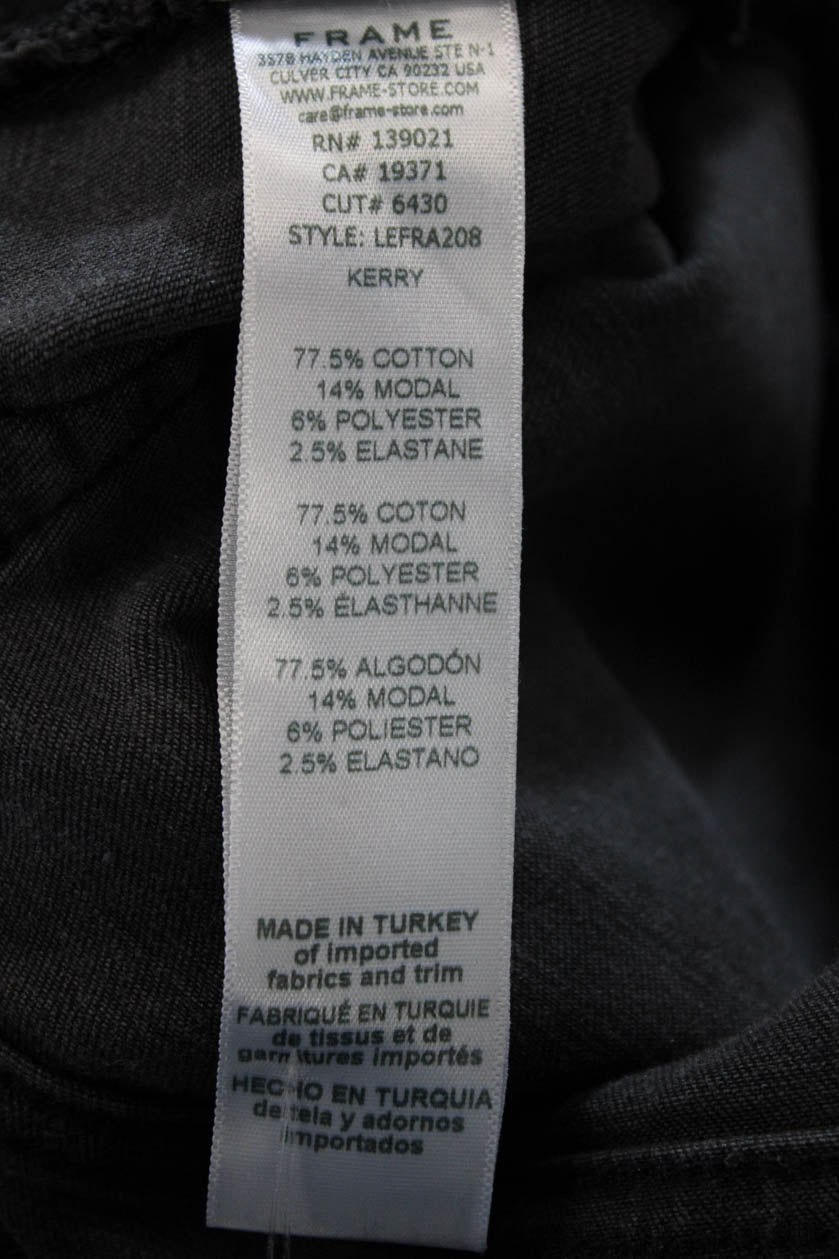 FRAME
3578 HAYDEN AVENUE STE N-1
CULVER CITY CA 90232 USA
WWW.FRAME-STORE.COM
care@frame-store.com
RN# 139021
CA# 19371
CUT# 6430
STYLE: LEFRA208
KERRY
77.5% COTTON
14% MODAL
6% POLYESTER
2.5% ELASTANE
77.5% COTON
14% MODAL
6% POLYESTER
2.5% ÉLASTHANNE
77.5% ALGODÓN
14% MODAL
6% POLIESTER
2.5% ELASTANO
MADE IN TURKEY
of imported
fabrics and trim
FABRIQUÉ EN TURQUIE
de tissus et de
garnitures importés
HECHO EN TURQUIA
de tela y adornos
importados